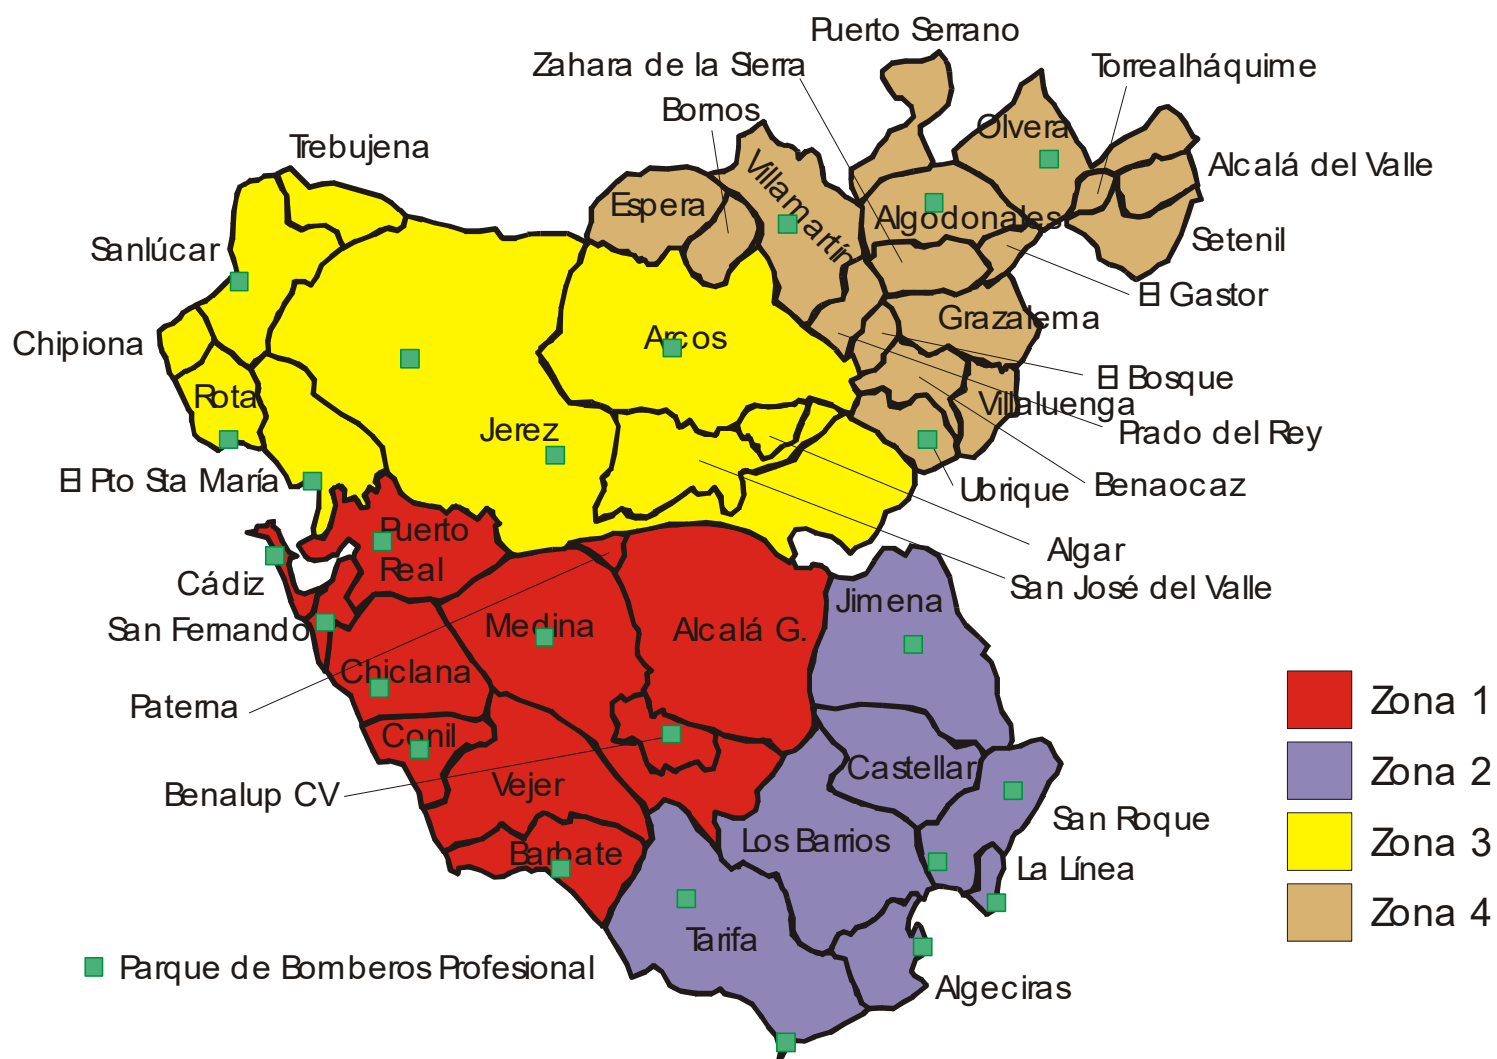 Puerto Serrano
Zahara de la Sierra
Torrealháquime
Bornos
Olvera
Trebujena
Villamartín
Alcalá del Valle
Espera
Algodonales
Sanlúcar
Setenil
El Gastor
Grazalema
Chipiona
Arcos
El Bosque
Rota
Villaluenga
Jerez
Prado del Rey
El Pto Sta María
Ubrique
Benaocaz
Puerto
Real
Algar
Cádiz
San José del Valle
Jimena
San Fernando
Medina
Alcalá G.
Chiclana
Paterna
Zona 1
Conil
Castellar
Zona 2
Vejer
Benalup CV
San Roque
Los Barrios
Zona 3
Barbate
La Línea
Zona 4
Tarifa
Parque de Bomberos Profesional
Algeciras